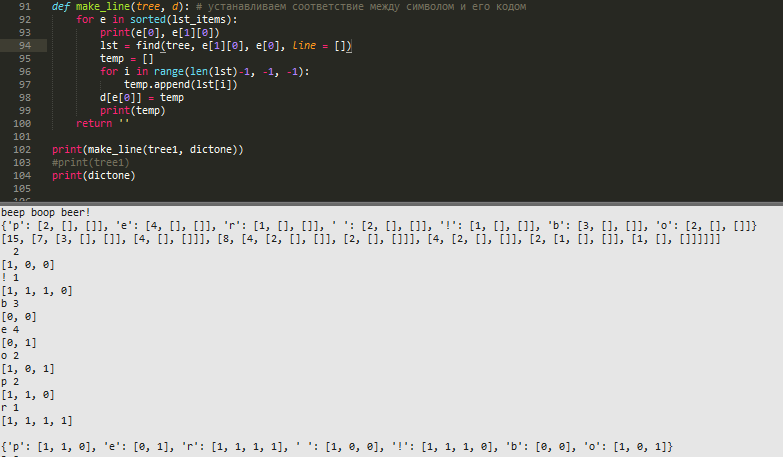 91 def make_line(tree, d): # устанавливаем соответствие между символом и его кодом
92 for e in sorted(lst_items):
93 print(e[0], e[1][0])
94 lst = find(tree, e[1][0], e[0], line = [])
95 temp = []
96 for i in range(len(lst)-1, -1, -1):
97 temp.append(lst[i])
98 d[e[0]] = temp
99 print(temp)
100 return ''
101
102 print(make_line(tree1, dictone))
103 #print(tree1)
104 print(dictone)
105
beep boop beer!
{'p': [2, [], []], 'e': [4, [], []], 'r': [1, [], []], ' ': [2, [], []], '!': [1, [], []], 'b': [3, [], []], 'o': [2, [], []]}
[15, [7, [3, [], []], [4, [], []]], [8, [4, [2, [], []], [2, [], []]], [4, [2, [], []], [2, [1, [], []], [1, [], []]]]]]
2
[1, 0, 0]
! 1
[1, 1, 1, 0]
b 3
[0, 0]
e 4
[0, 1]
o 2
[1, 0, 1]
p 2
[1, 1, 0]
r 1
[1, 1, 1, 1]
{'p': [1, 1, 0], 'e': [0, 1], 'r': [1, 1, 1, 1], ' ': [1, 0, 0], '!': [1, 1, 1, 0], 'b': [0, 0], 'o': [1, 0, 1]}